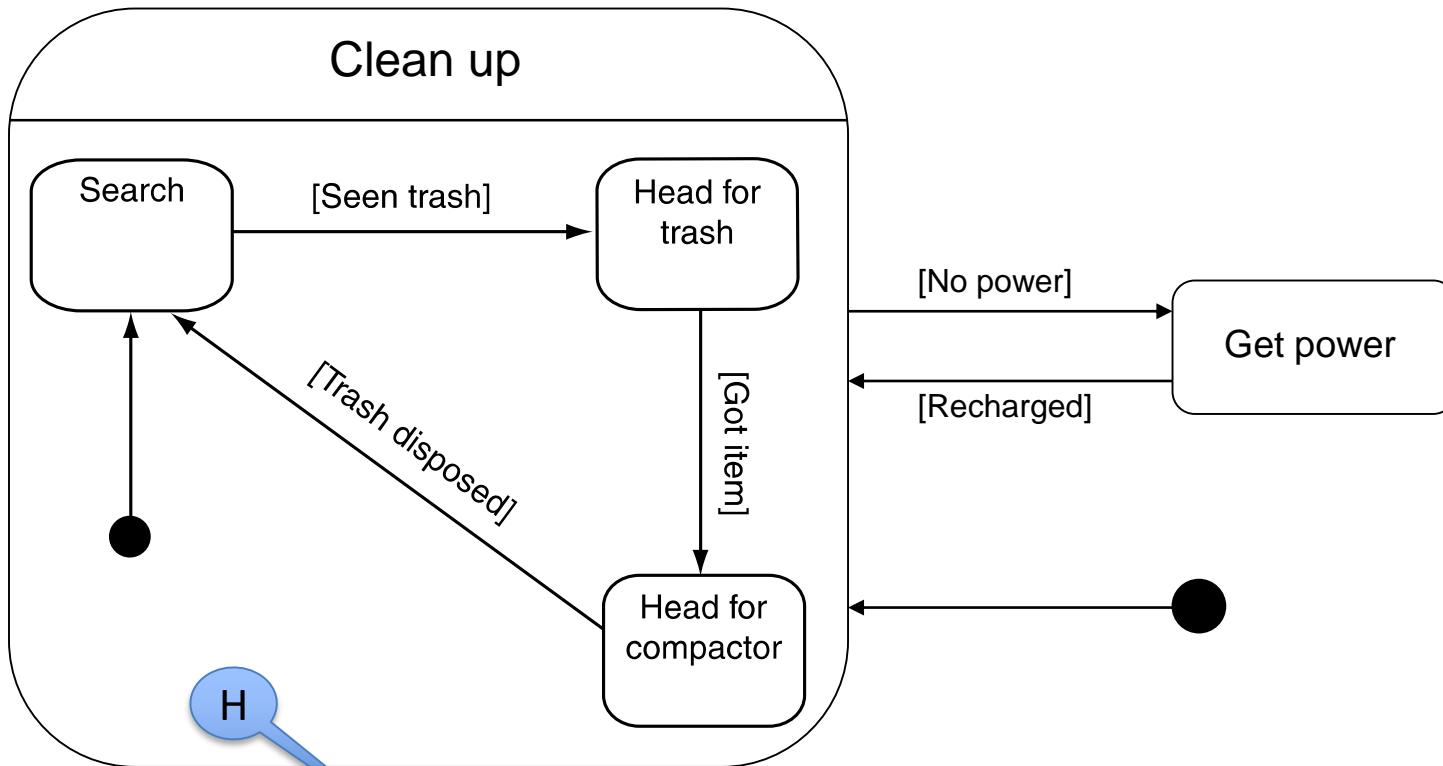 Clean up
Search
[Seen trash]
Head for
trash
[No power]
Get power
[Recharged]
[Trash disposed]
[Got item]
Head for
compactor
H